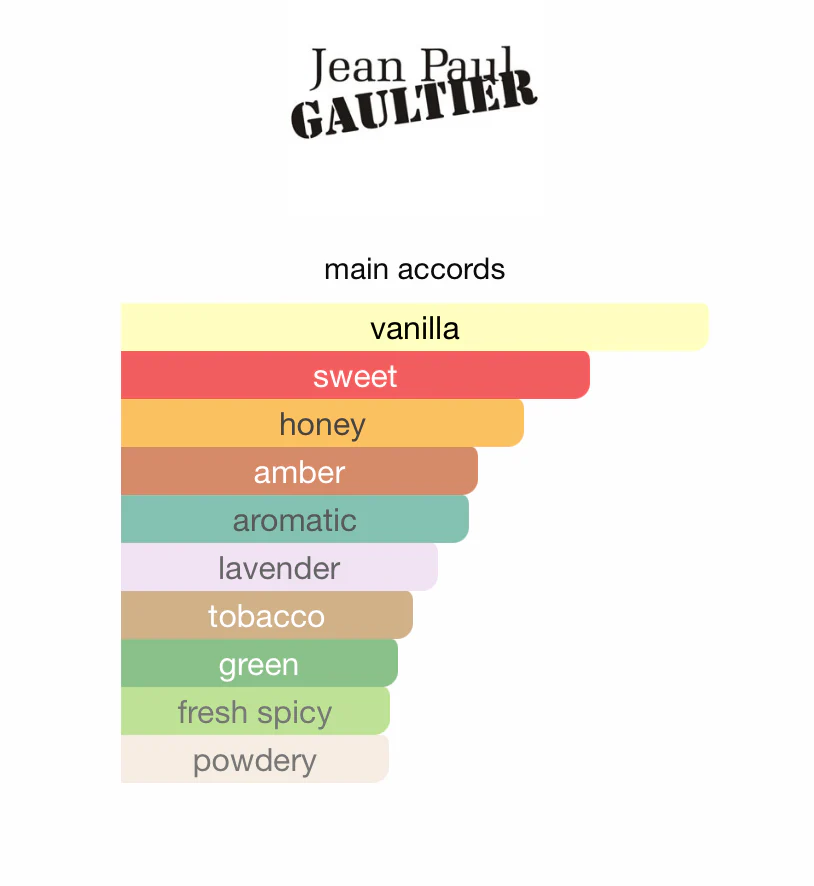 Jean Paul
GAULTIER
main accords
vanilla
sweet
honey
amber
aromatic
lavender
tobacco
green
fresh spicy
powdery